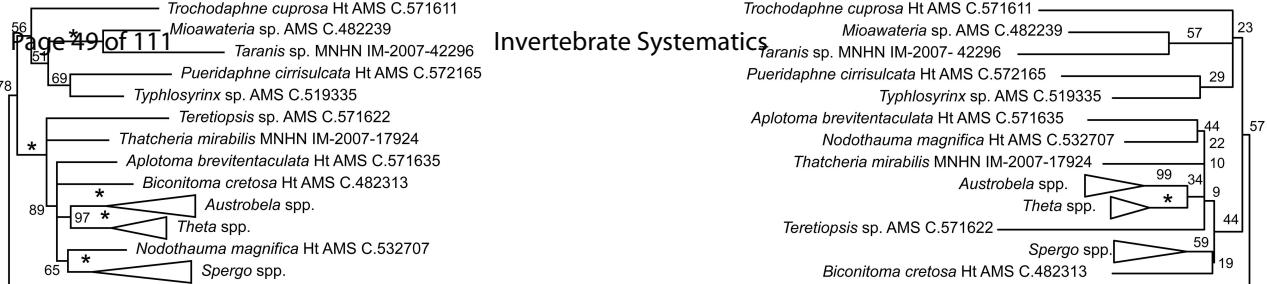 Trochodaphne cuprosa Ht AMS C.571611
56
Mioawateria sp. AMS C.482239
*
Page 49 of 111
51
Taranis sp. MNHN IM-2007-42296
Pueridaphne cirrisulcata Ht AMS C.572165
69
78
Typhlosyrinx sp. AMS C.519335
Teretiopsis sp. AMS C.571622
Thatcheria mirabilis MNHN IM-2007-17924
*
Aplotoma brevitentaculata Ht AMS C.571635
Biconitoma cretosa Ht AMS C.482313
*
Austrobela spp.
89
97
*
Theta spp.
Nodothauma magnifica Ht AMS C.532707
*
65
Spergo spp.
Invertebrate Systematics
Trochodaphne cuprosa Ht AMS C.571611
23
Mioawateria sp. AMS C.482239
57
Taranis sp. MNHN IM-2007- 42296
Pueridaphne cirrisulcata Ht AMS C.572165
29
Typhlosyrinx sp. AMS C.519335
Aplotoma brevitentaculata Ht AMS C.571635
44
57
Nodothauma magnifica Ht AMS C.532707
22
Thatcheria mirabilis MNHN IM-2007-17924
10
Austrobela spp.
99
34
Theta spp.
*
9
Teretiopsis sp. AMS C.571622
44
Spergo spp.
59
19
Biconitoma cretosa Ht AMS C.482313